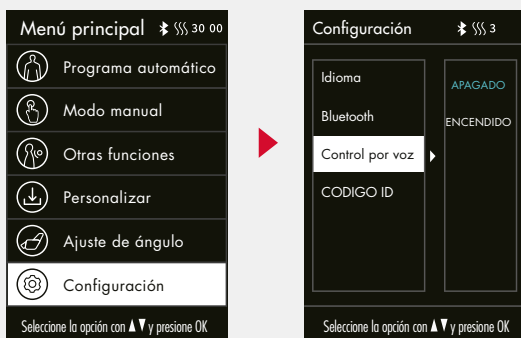 Menú principal 30 00
Programa automático
Modo manual
Otras funciones
Personalizar
Ajuste de ángulo
Configuración
Seleccione la opción con ▲▼ y presione OK
Configuración 3
Idioma
Bluetooth
Control por voz
CODIGO ID
APAGADO
ENCENDIDO
Seleccione la opción con ▲▼ y presione OK